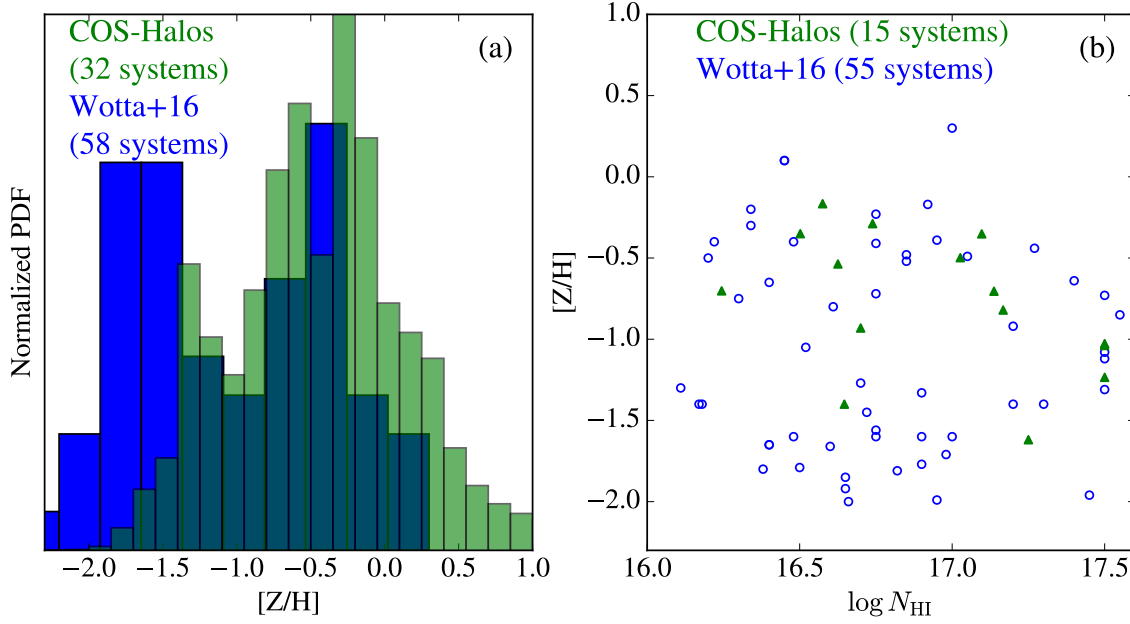 COS-Halos
(32 systems)
Wotta+16
(58 systems)
(a)
Normalized PDF
−2.0 −1.5 −1.0 −0.5 0.0 0.5 1.0
[Z/H]
COS-Halos (15 systems)
Wotta+16 (55 systems)
(b)
1.0
0.5
0.0
−0.5
−1.0
−1.5
−2.0
[Z/H]
16.0 16.5 17.0 17.5
log N_HI